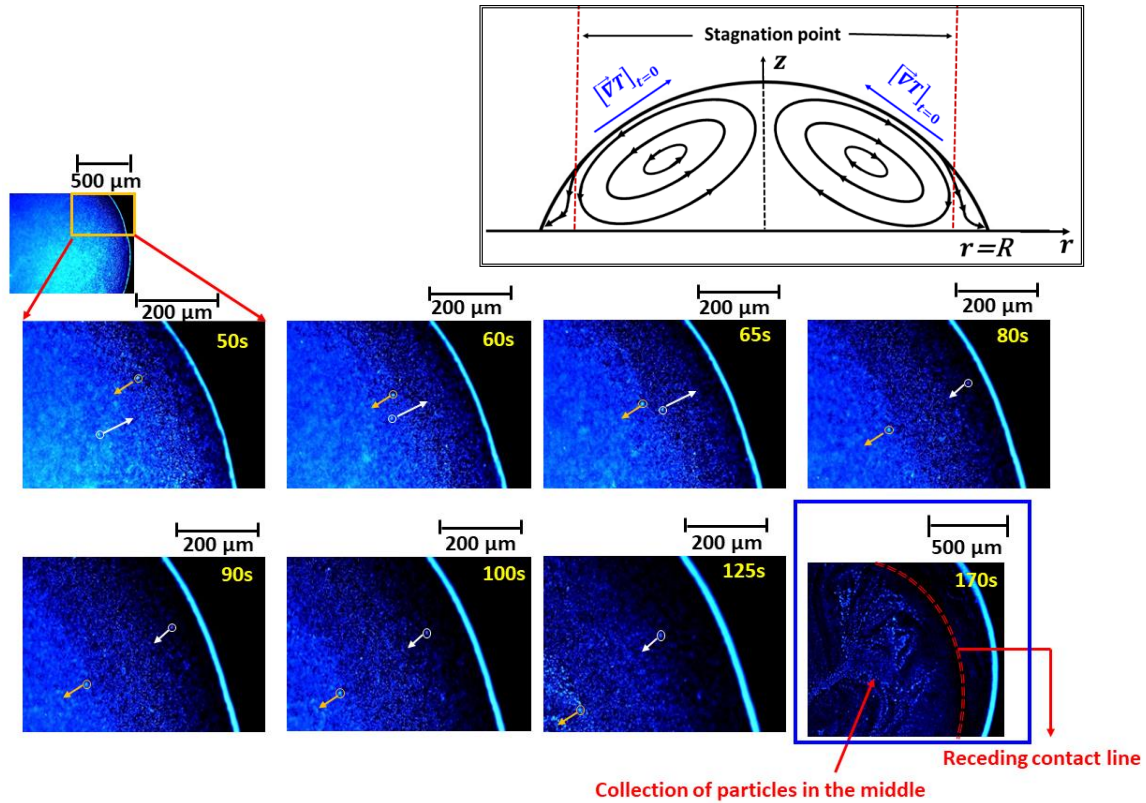 Stagnation point
z
[∇⃗T]ₜ₌₀
[∇⃗T]ₜ₌₀
r=R
r
500 μm
200 μm
200 μm
200 μm
200 μm
50s
60s
65s
80s
200 μm
200 μm
200 μm
500 μm
90s
100s
125s
170s
Receding contact line
Collection of particles in the middle